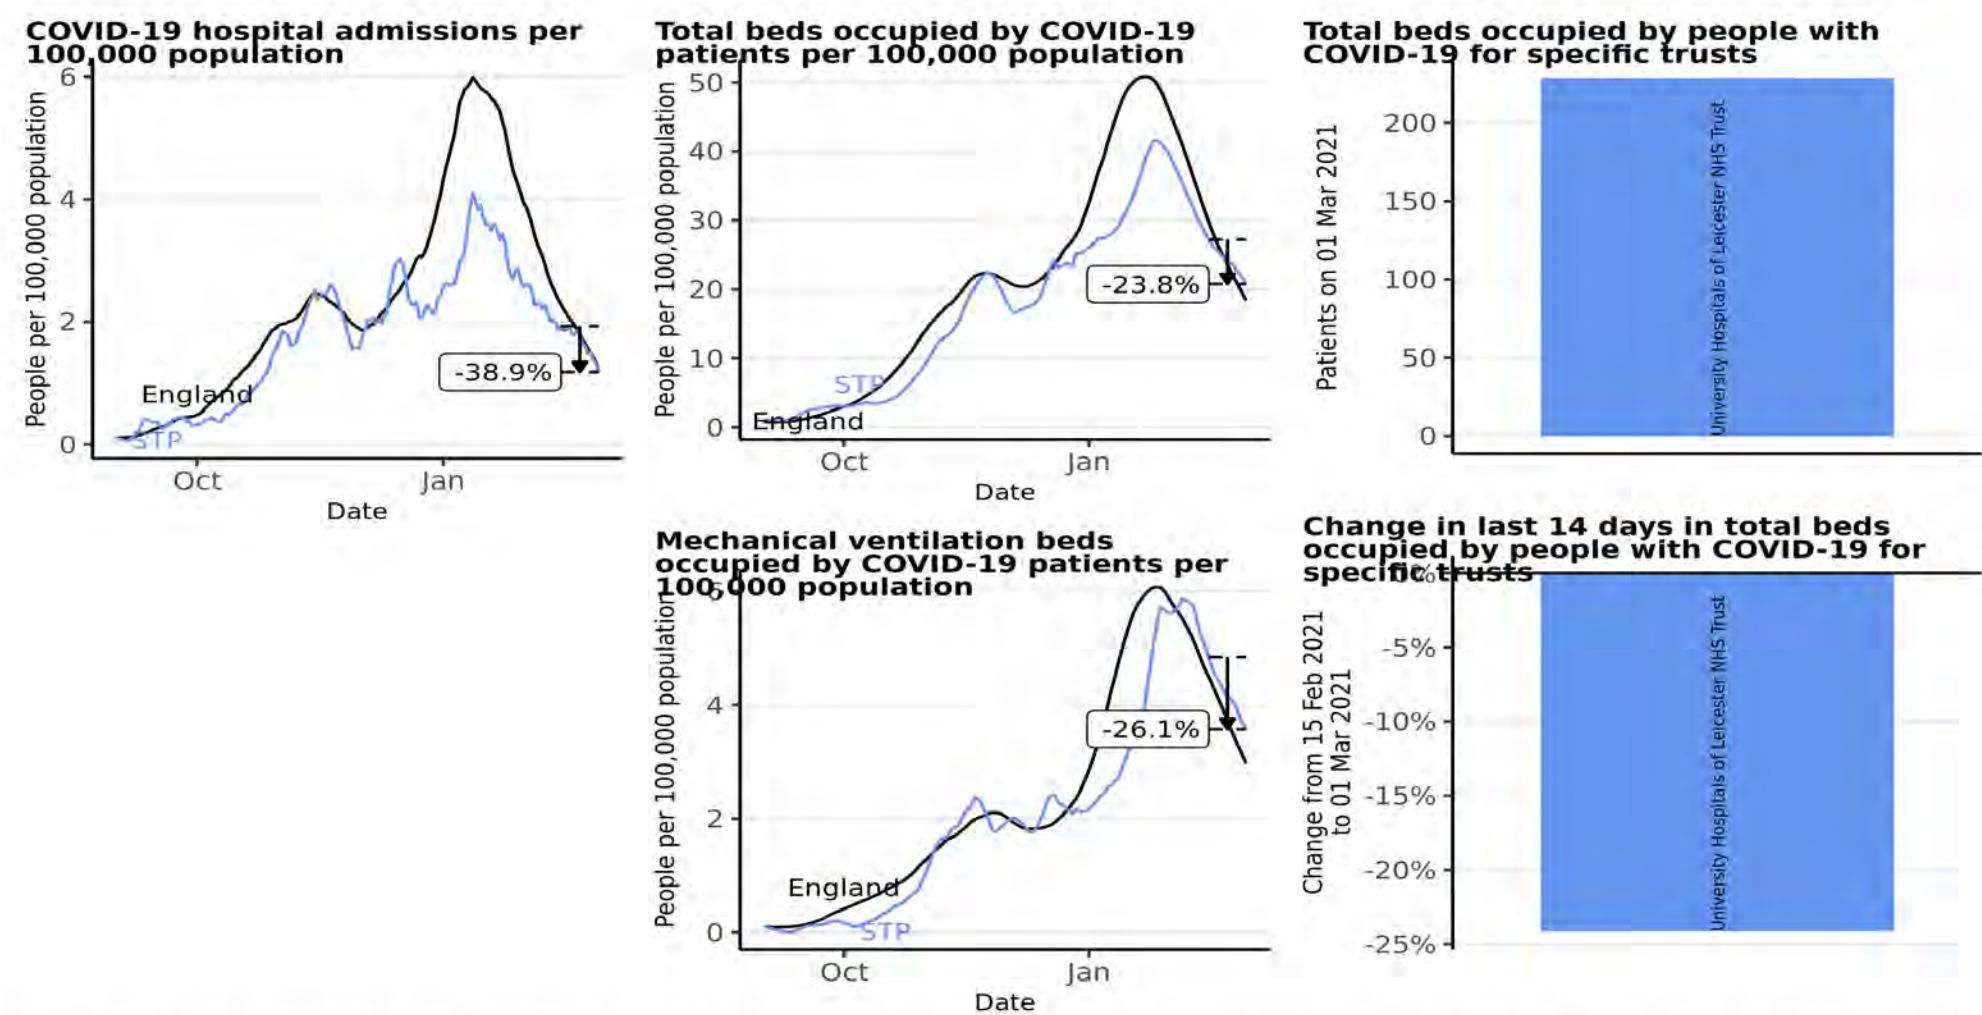 COVID-19 hospital admissions per
100,000 population
People per 100,000 population
6
4
2
0
England
STP
-38.9%
Oct
Jan
Date
Total beds occupied by COVID-19
patients per 100,000 population
People per 100,000 population
50
40
30
20
10
0
STP
England
-23.8%
Oct
Jan
Date
Total beds occupied by people with
COVID-19 for specific trusts
Patients on 01 Mar 2021
200
150
100
50
0
University Hospitals of Leicester NHS Trust
Mechanical ventilation beds
occupied by COVID-19 patients per
100,000 population
People per 100,000 population
6
4
2
0
England
STP
-26.1%
Oct
Jan
Date
Change in last 14 days in total beds
occupied by people with COVID-19 for
specific trusts
Change from 15 Feb 2021
to 01 Mar 2021
0%
-5%
-10%
-15%
-20%
-25%
University Hospitals of Leicester NHS Trust